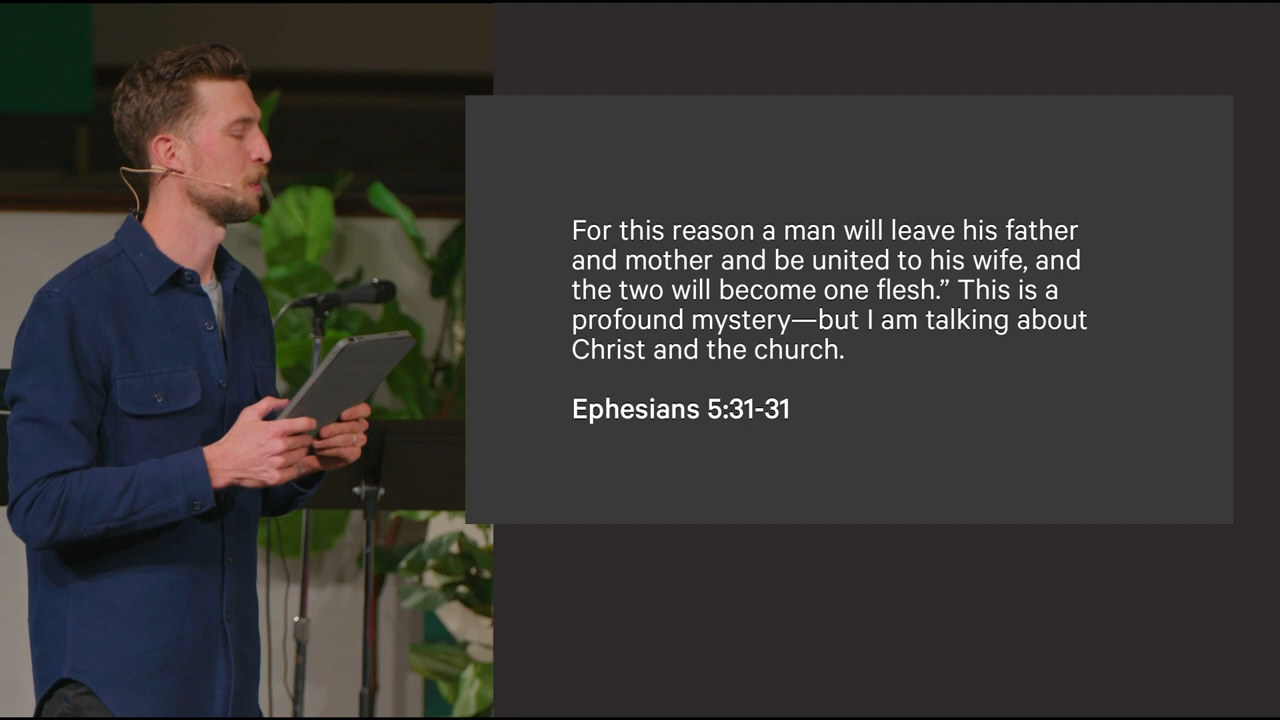 For this reason a man will leave his father
and mother and be united to his wife, and
the two will become one flesh.” This is a
profound mystery—but I am talking about
Christ and the church.
Ephesians 5:31-31